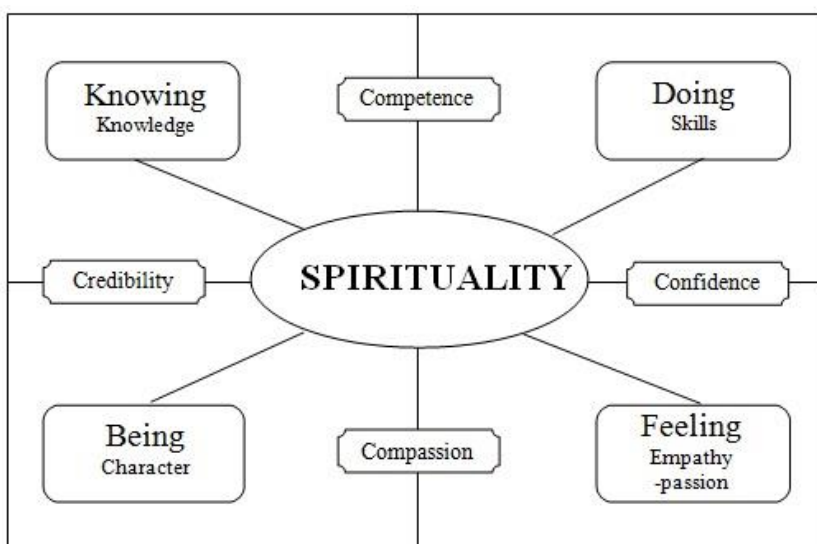 Knowing
Knowledge
Competence
Doing
Skills
Credibility
SPIRITUALITY
Confidence
Being
Character
Compassion
Feeling
Empathy
-passion